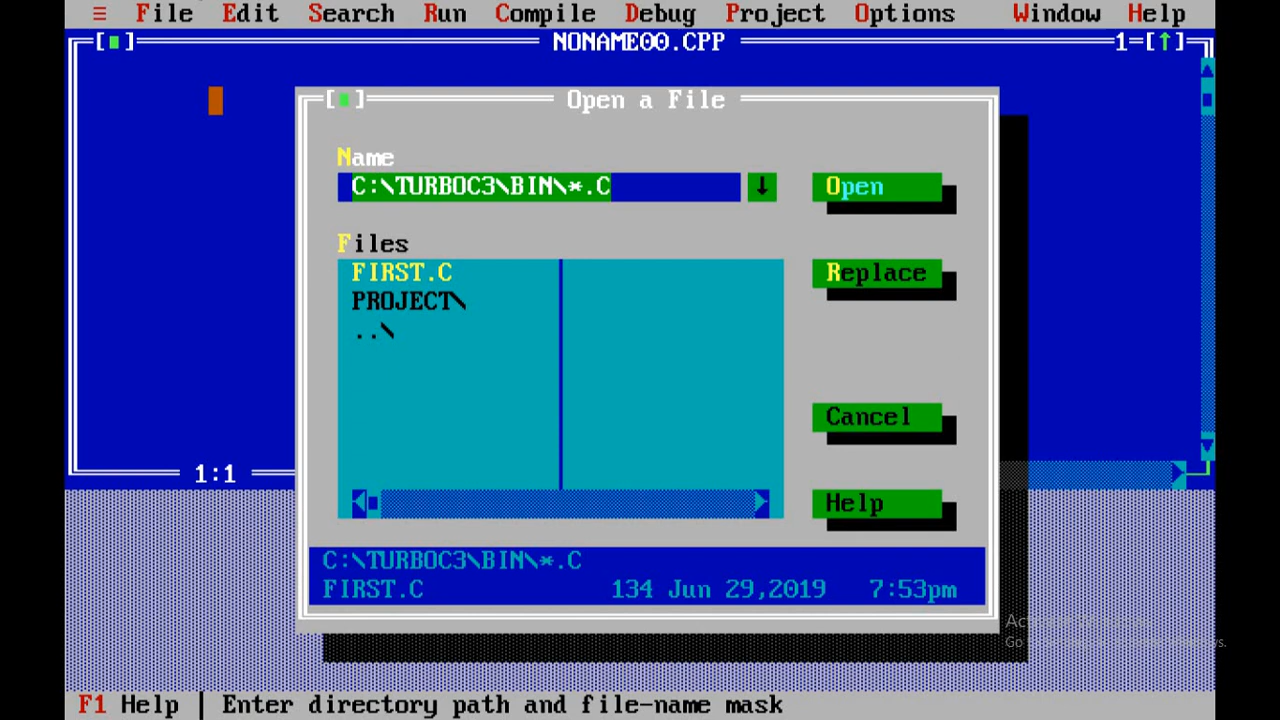 ≡ File Edit Search Run Compile Debug Project Options Window Help
[■] NONAME00.CPP 1=[↑]
[■] Open a File
Name
C:\TURBOC3\BIN\*.C ↓ Open
Files
FIRST.C Replace
PROJECT\
..\
Cancel
Help
C:\TURBOC3\BIN\*.C
FIRST.C 134 Jun 29,2019 7:53pm
1:1
F1 Help │ Enter directory path and file-name mask